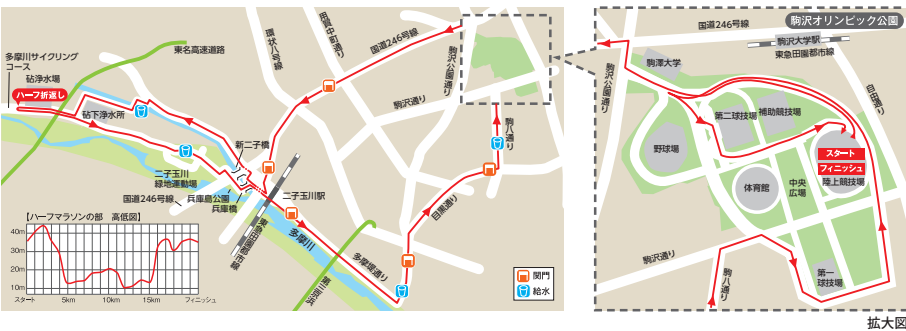 多摩川サイクリング
コース
砧浄水場
ハーフ折返し
砧下浄水所
東名高速道路
環状八号線
用賀中町通り
国道246号線
駒沢公園通り
駒沢通り
駒八通り
新二子橋
二子玉川
緑地運動場
国道246号線
兵庫島公園
兵庫橋
二子玉川駅
東急田園都市線
多摩川
多摩堤通り
第三京浜
目黒通り
関門
給水
【ハーフマラソンの部 高低図】
40m
30m
20m
10m
スタート
5km
10km
15km
フィニッシュ
駒沢オリンピック公園
国道246号線
駒沢大学駅
東急田園都市線
駒澤大学
駒沢公園通り
自由通り
第二球技場
補助競技場
野球場
スタート
フィニッシュ
陸上競技場
体育館
中央
広場
駒沢通り
駒八通り
第一
球技場
拡大図